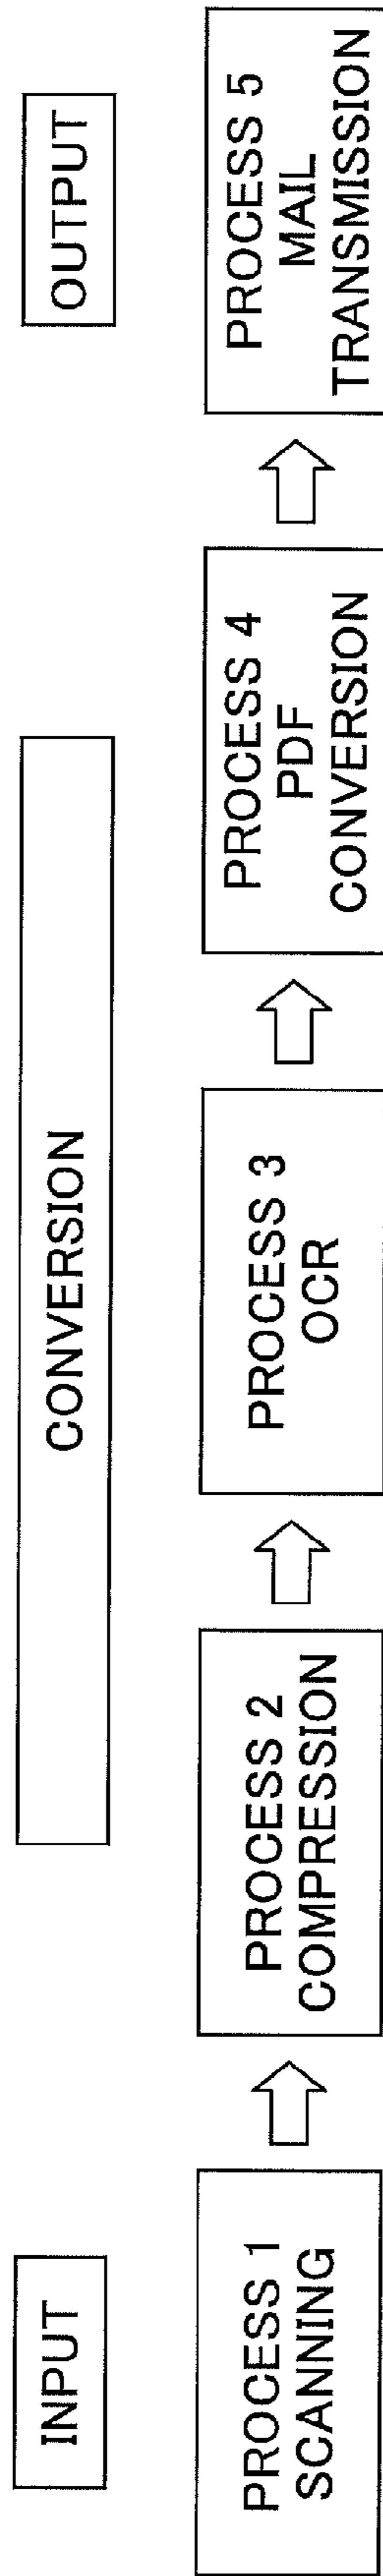 INPUT
CONVERSION
OUTPUT
PROCESS 1
SCANNING
PROCESS 2
COMPRESSION
PROCESS 3
OCR
PROCESS 4
PDF
CONVERSION
PROCESS 5
MAIL
TRANSMISSION